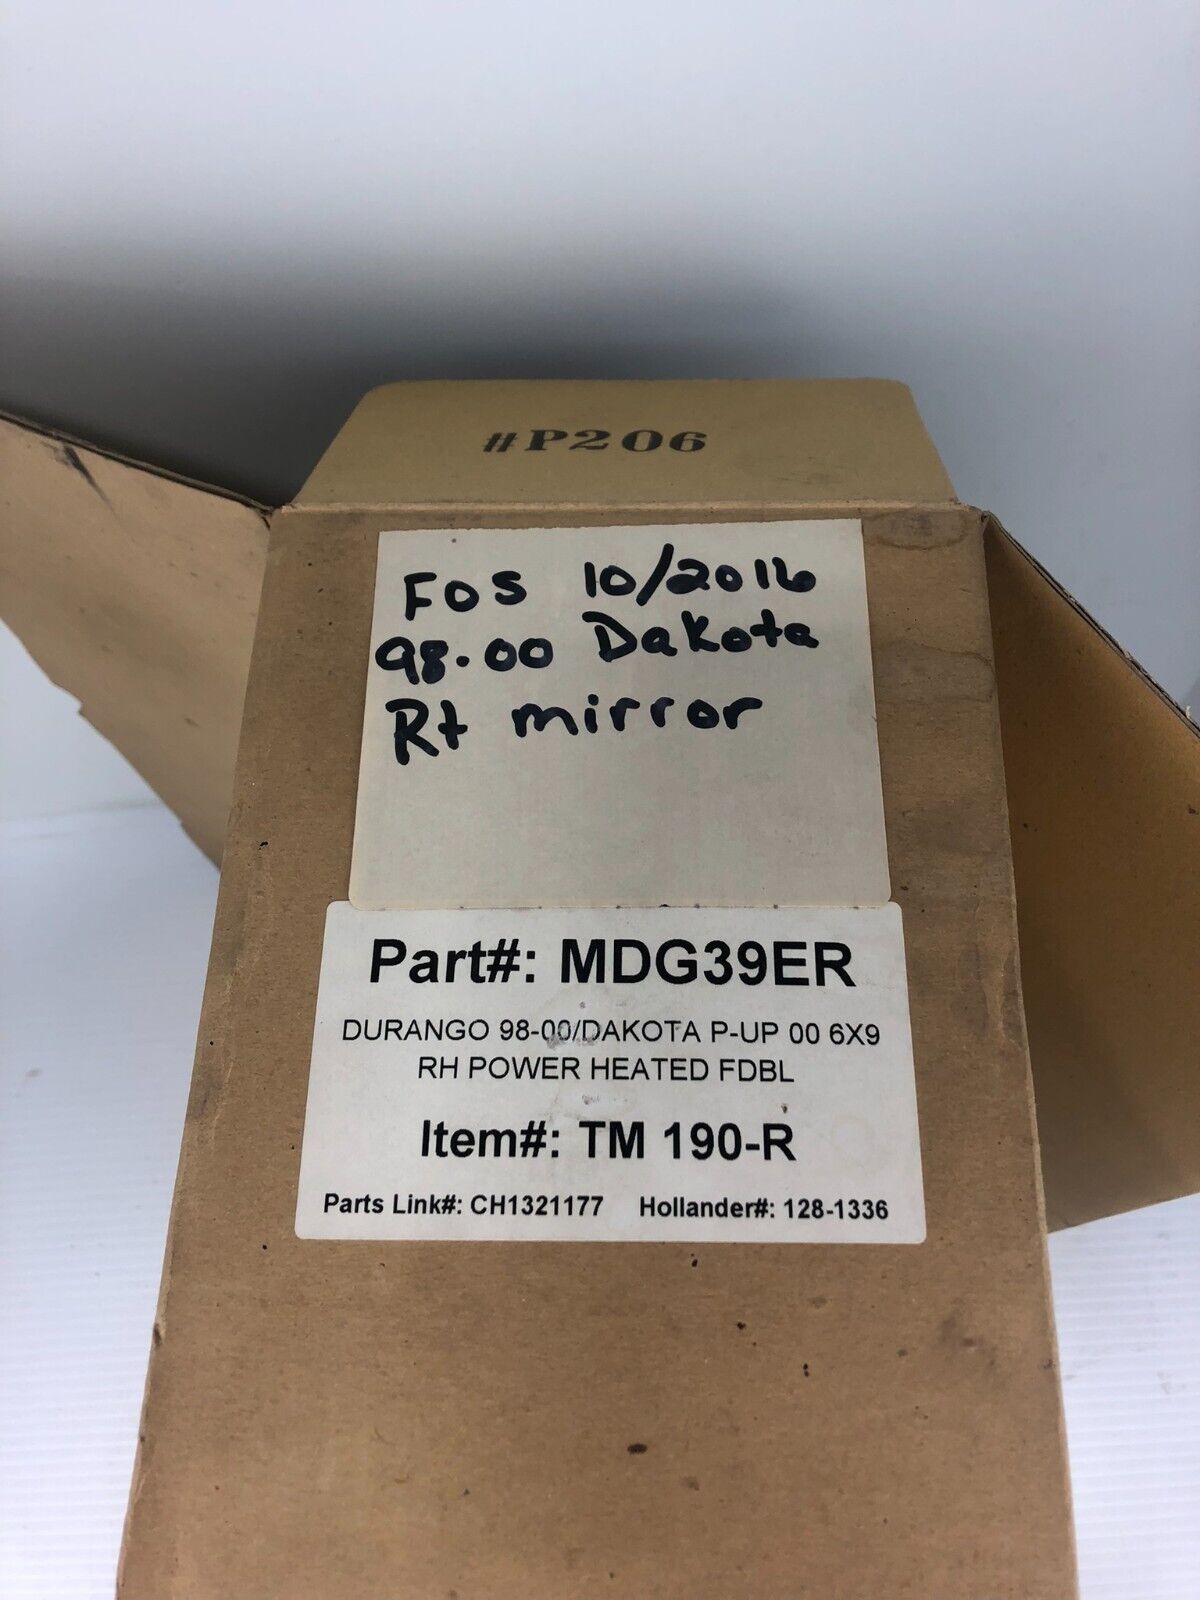 #P206
FOS 10/2016
98-00 Dakota
Rt mirror
Part#: MDG39ER
DURANGO 98-00/DAKOTA P-UP 00 6X9
RH POWER HEATED FDBL
Item#: TM 190-R
Parts Link#: CH1321177 Hollander#: 128-1336